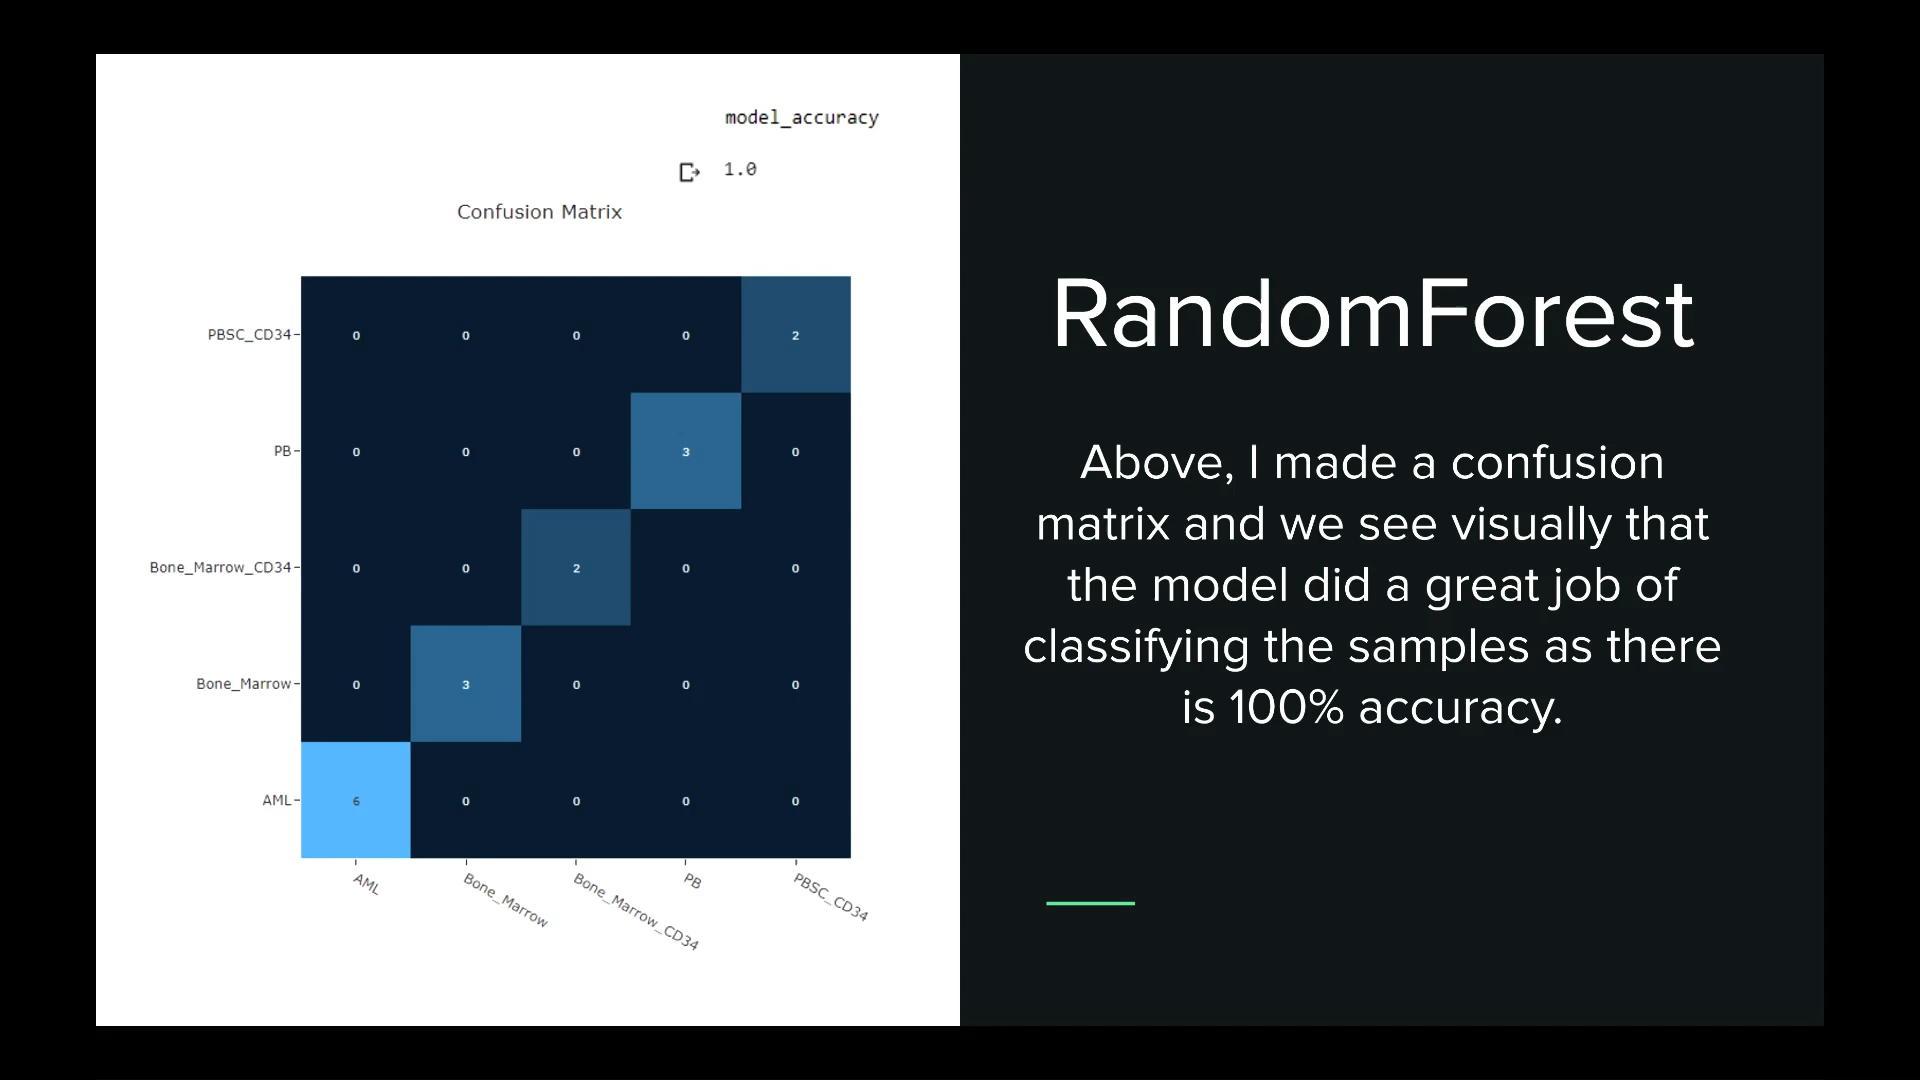 model_accuracy
1.0
Confusion Matrix
PBSC_CD34 0 0 0 0 2
PB 0 0 0 3 0
Bone_Marrow_CD34 0 0 2 0 0
Bone_Marrow 0 3 0 0 0
AML 6 0 0 0 0
AML Bone_Marrow Bone_Marrow_CD34 PB PBSC_CD34
RandomForest
Above, I made a confusion
matrix and we see visually that
the model did a great job of
classifying the samples as there
is 100% accuracy.